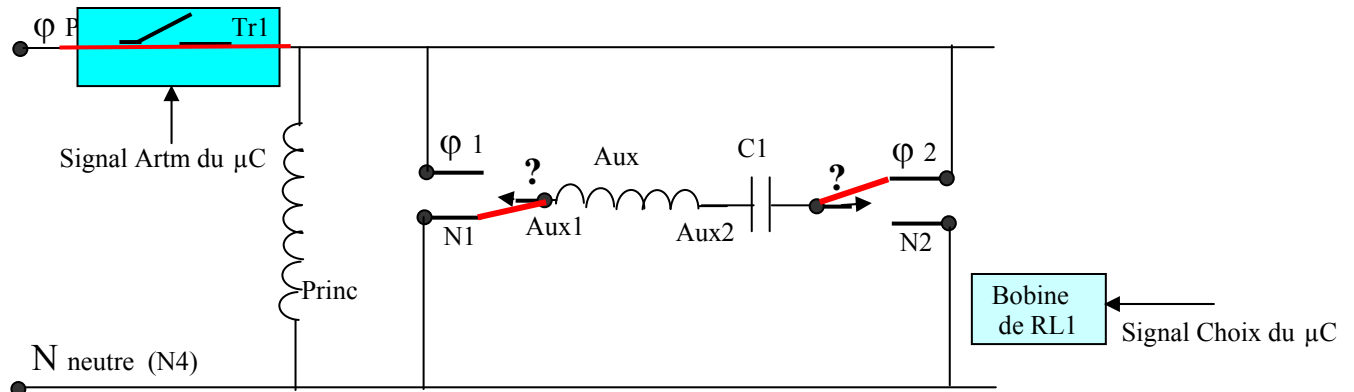 φ P
Tr1
Signal Artm du µC
φ 1
?
Aux
C1
?
φ 2
N1
Aux1
Aux2
N2
Princ
Bobine
de RL1
Signal Choix du µC
N neutre (N4)